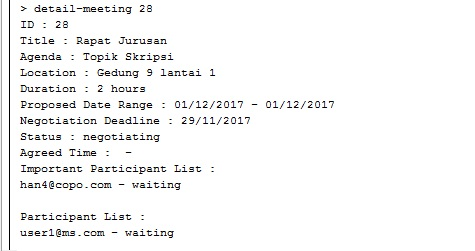 > detail-meeting 28
ID : 28
Title : Rapat Jurusan
Agenda : Topik Skripsi
Location : Gedung 9 lantai 1
Duration : 2 hours
Proposed Date Range : 01/12/2017 - 01/12/2017
Negotiation Deadline : 29/11/2017
Status : negotiating
Agreed Time :  -
Important Participant List :
han4@copo.com - waiting

Participant List :
user1@ms.com - waiting